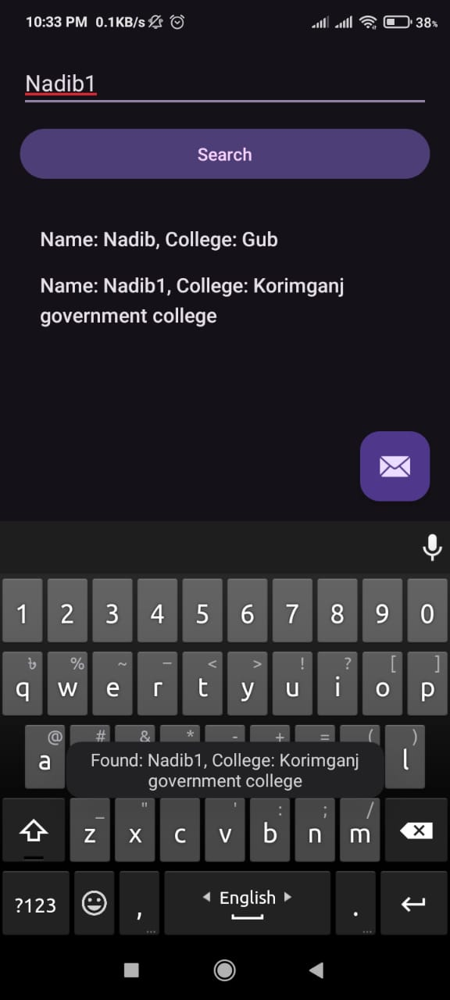 10:33 PM 0.1KB/s 38%
Nadib1
Search
Name: Nadib, College: Gub
Name: Nadib1, College: Korimganj
government college
1 2 3 4 5 6 7 8 9 0
৳ % ~ – < > ! ? [ ]
q w e r t y u i o p
@ # & * - + = ( )
a l
Found: Nadib1, College: Korimganj
government college
_ " ' : ; /
z x c v b n m
?123 , English .